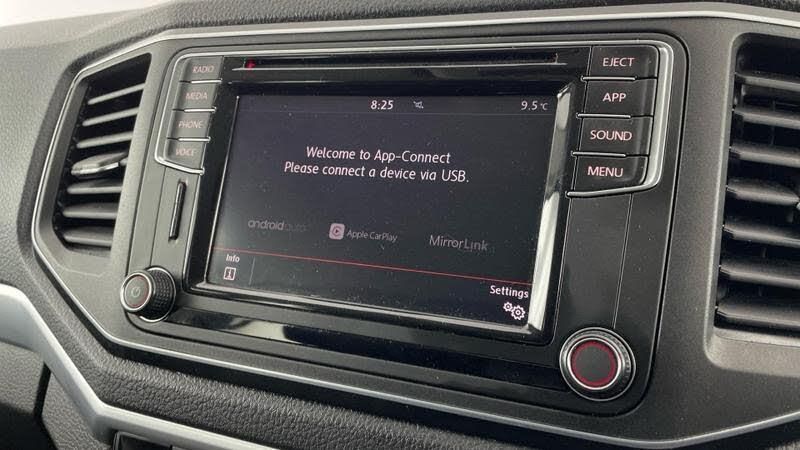 RADIO
MEDIA
PHONE
VOICE
8:25
9.5°C
Welcome to App-Connect
Please connect a device via USB.
androidauto
Apple CarPlay
MirrorLink
Info
i
Settings
EJECT
APP
SOUND
MENU